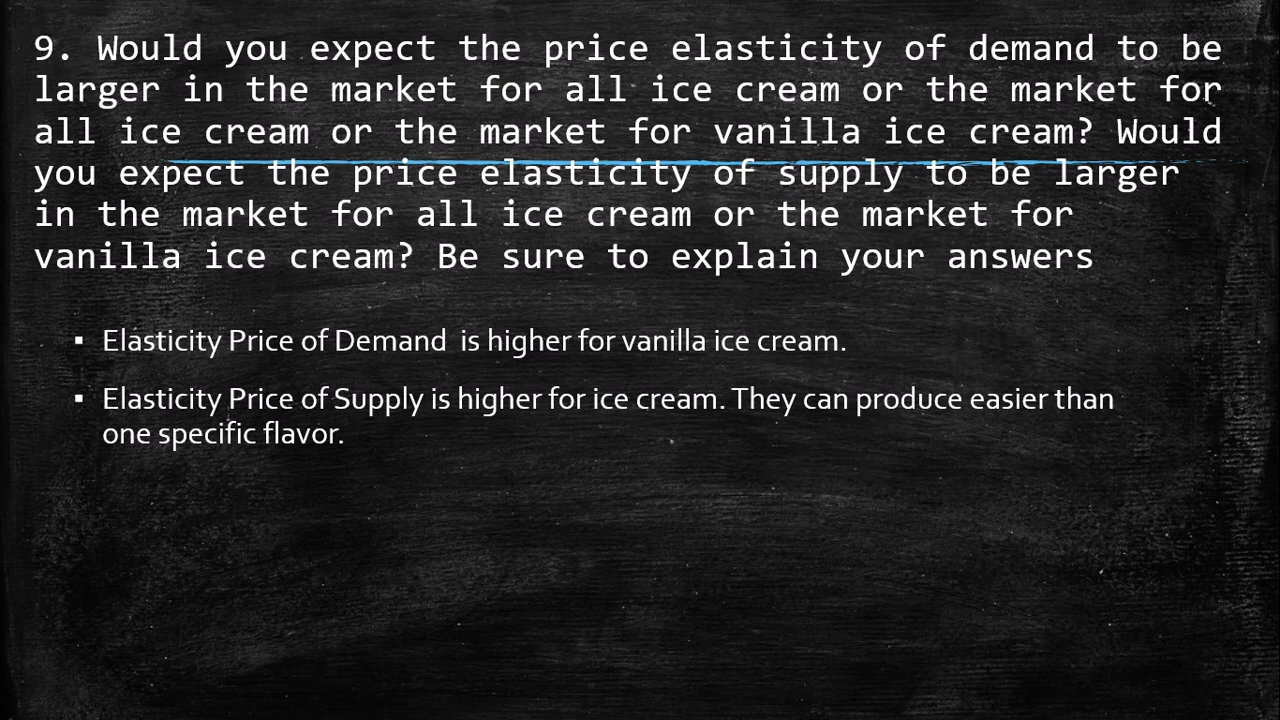 9. Would you expect the price elasticity of demand to be
larger in the market for all ice cream or the market for
all ice cream or the market for vanilla ice cream? Would
you expect the price elasticity of supply to be larger
in the market for all ice cream or the market for
vanilla ice cream? Be sure to explain your answers
▪ Elasticity Price of Demand  is higher for vanilla ice cream.
▪ Elasticity Price of Supply is higher for ice cream. They can produce easier than
one specific flavor.